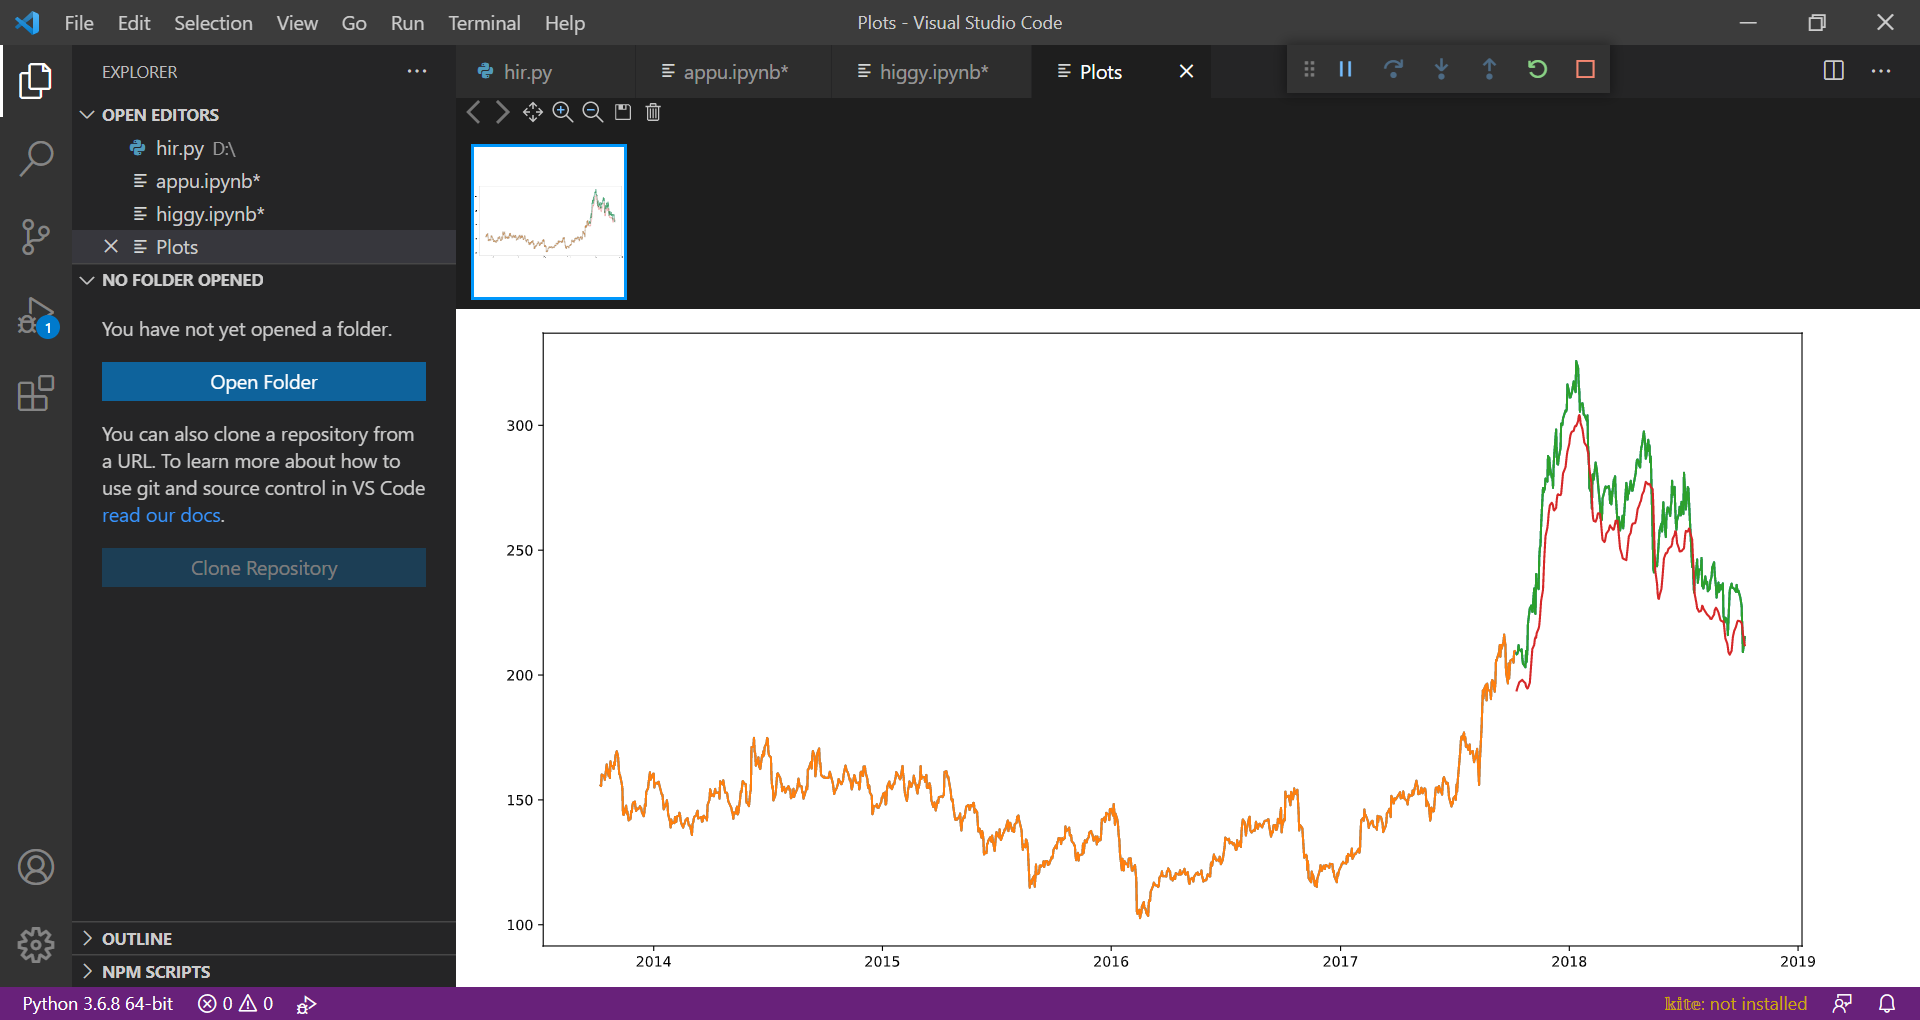 File Edit Selection View Go Run Terminal Help
Plots - Visual Studio Code
EXPLORER
hir.py
appu.ipynb*
higgy.ipynb*
Plots
OPEN EDITORS
hir.py D:\
appu.ipynb*
higgy.ipynb*
Plots
NO FOLDER OPENED
You have not yet opened a folder.
Open Folder
You can also clone a repository from
a URL. To learn more about how to
use git and source control in VS Code
read our docs.
Clone Repository
1
300
250
200
150
100
2014 2015 2016 2017 2018 2019
OUTLINE
NPM SCRIPTS
Python 3.6.8 64-bit 0 0
kite: not installed